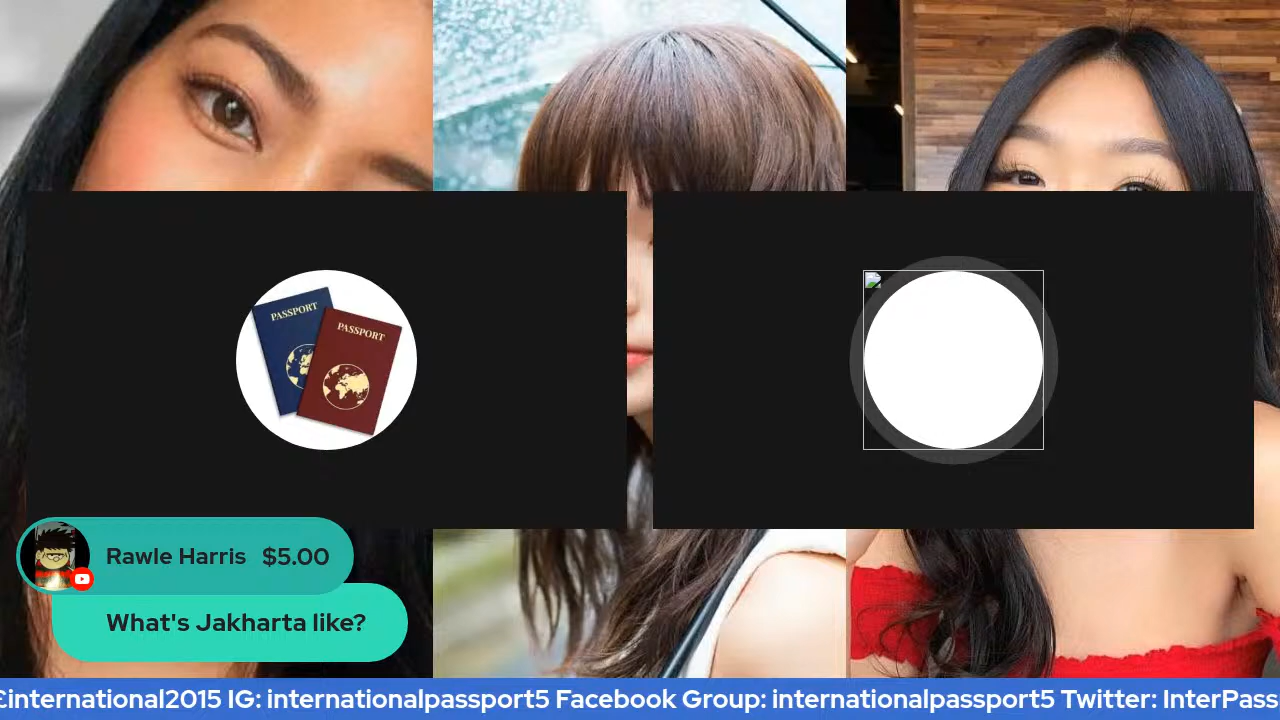 PASSPORT
PASSPORT
Rawle Harris $5.00
What's Jakharta like?
£international2015 IG: internationalpassport5 Facebook Group: internationalpassport5 Twitter: InterPass